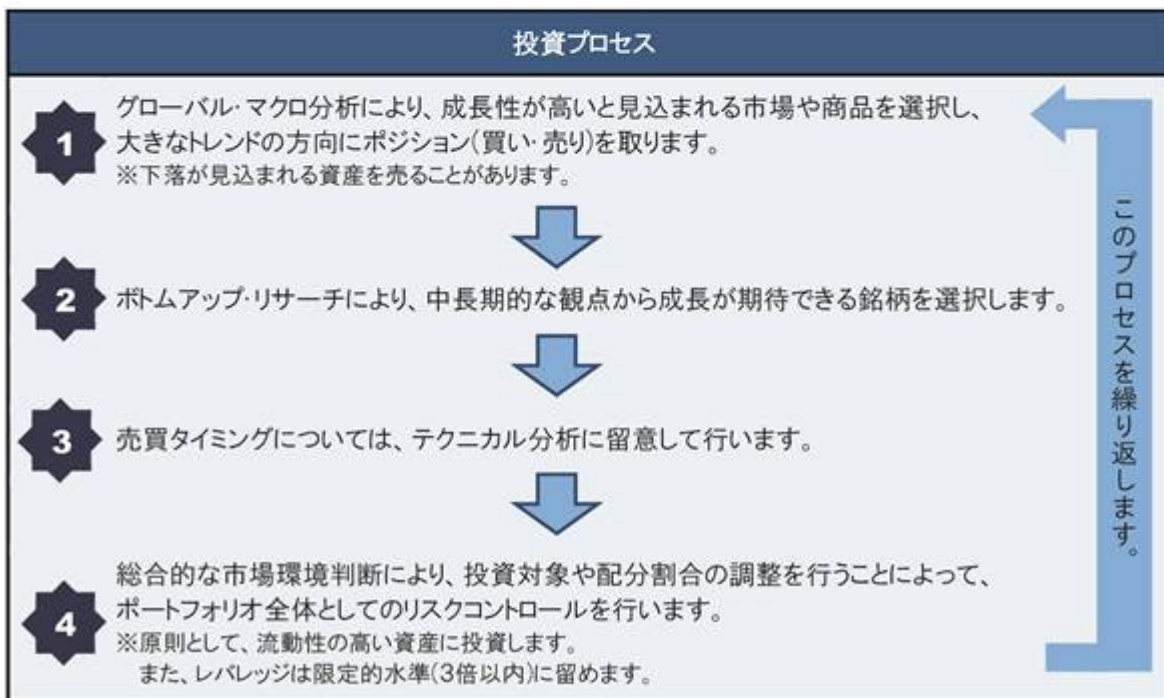 投資プロセス
1
グローバル・マクロ分析により、成長性が高いと見込まれる市場や商品を選択し、
大きなトレンドの方向にポジション(買い・売り)を取ります。
※下落が見込まれる資産を売ることがあります。
2
ボトムアップ・リサーチにより、中長期的な観点から成長が期待できる銘柄を選択します。
3
売買タイミングについては、テクニカル分析に留意して行います。
4
総合的な市場環境判断により、投資対象や配分割合の調整を行うことによって、
ポートフォリオ全体としてのリスクコントロールを行います。
※原則として、流動性の高い資産に投資します。
また、レバレッジは限定的水準(3倍以内)に留めます。
このプロセスを繰り返します。